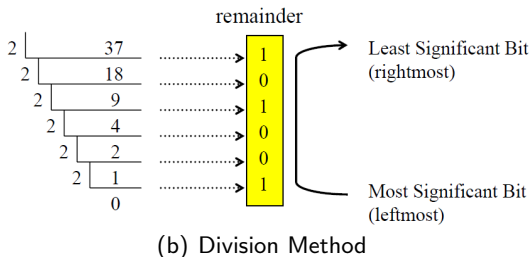 remainder
2 37 1 Least Significant Bit
(rightmost)
2 18 0
2 9 1
2 4 0
2 2 0
2 1 1 Most Significant Bit
(leftmost)
0
(b) Division Method